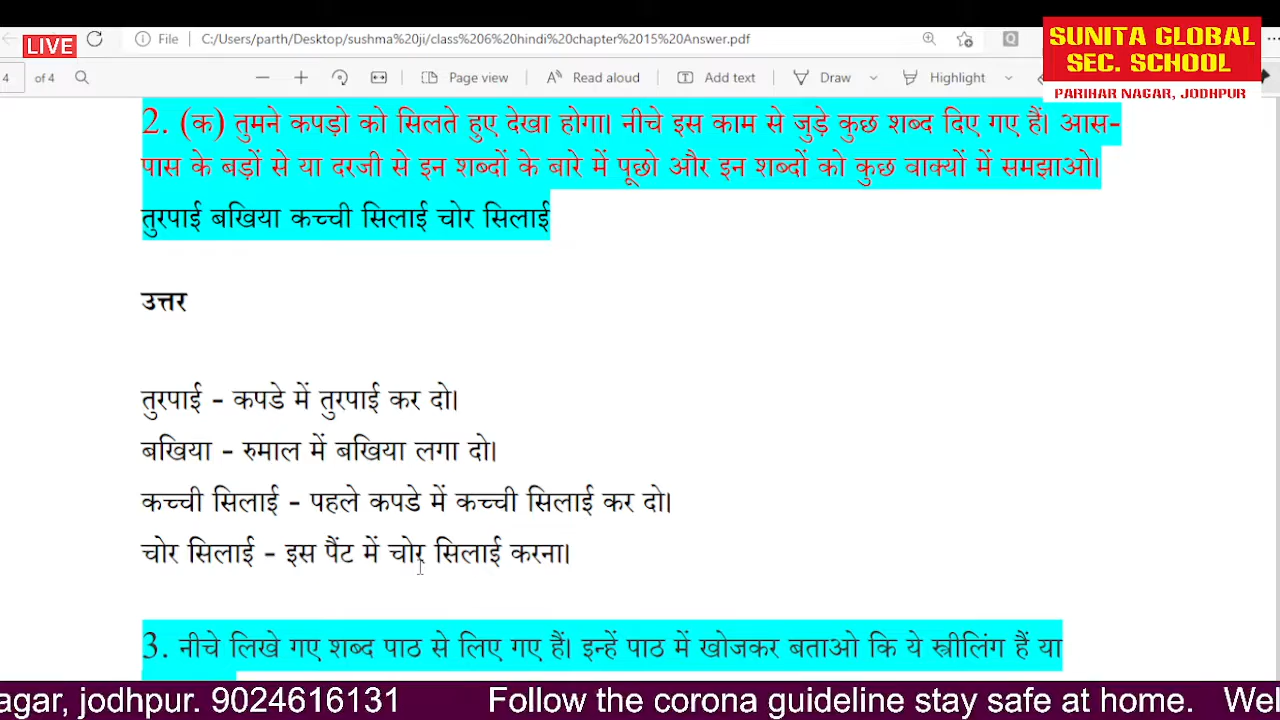 LIVE
File
C:/Users/parth/Desktop/susama%20ji/class%206%20hindi%20chapter%2015%20Answer.pdf
SUNITA GLOBAL
SEC. SCHOOL
PARIHAR NAGAR, JODHPUR
4 of 4
Page view
Read aloud
Add text
Draw
Highlight
2. (क) तुमने कपड़ो को सिलते हुए देखा होगा। नीचे इस काम से जुड़े कुछ शब्द दिए गए हैं। आस-
पास के बड़ों से या दरजी से इन शब्दों के बारे में पूछो और इन शब्दों को कुछ वाक्यों में समझाओ।
तुरपाई बखिया कच्ची सिलाई चोर सिलाई
उत्तर
तुरपाई - कपडे में तुरपाई कर दो।
बखिया - रुमाल में बखिया लगा दो।
कच्ची सिलाई - पहले कपडे में कच्ची सिलाई कर दो।
चोर सिलाई - इस पैंट में चोर सिलाई करना।
3. नीचे लिखे गए शब्द पाठ से लिए गए हैं। इन्हें पाठ में खोजकर बताओ कि ये स्त्रीलिंग हैं या
agar, jodhpur. 9024616131 Follow the corona guideline stay safe at home. Wel